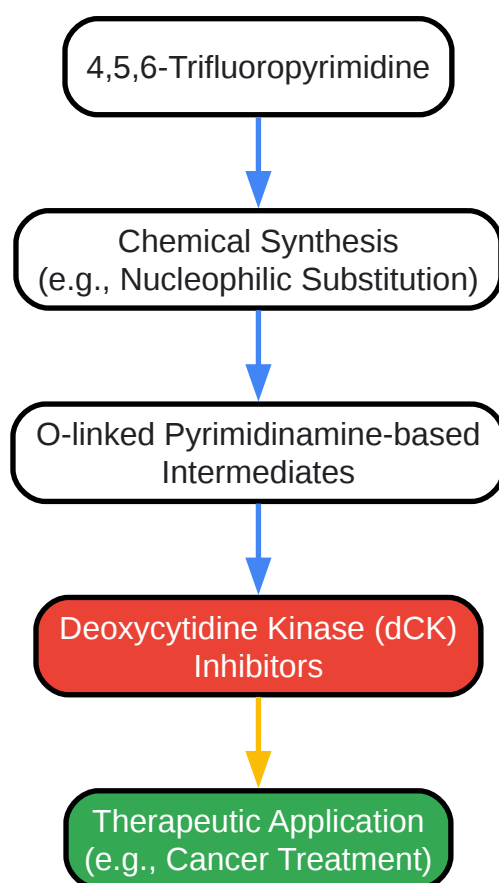 4,5,6-Trifluoropyrimidine
Chemical Synthesis
(e.g., Nucleophilic Substitution)
O-linked Pyrimidinamine-based
Intermediates
Deoxycytidine Kinase (dCK)
Inhibitors
Therapeutic Application
(e.g., Cancer Treatment)